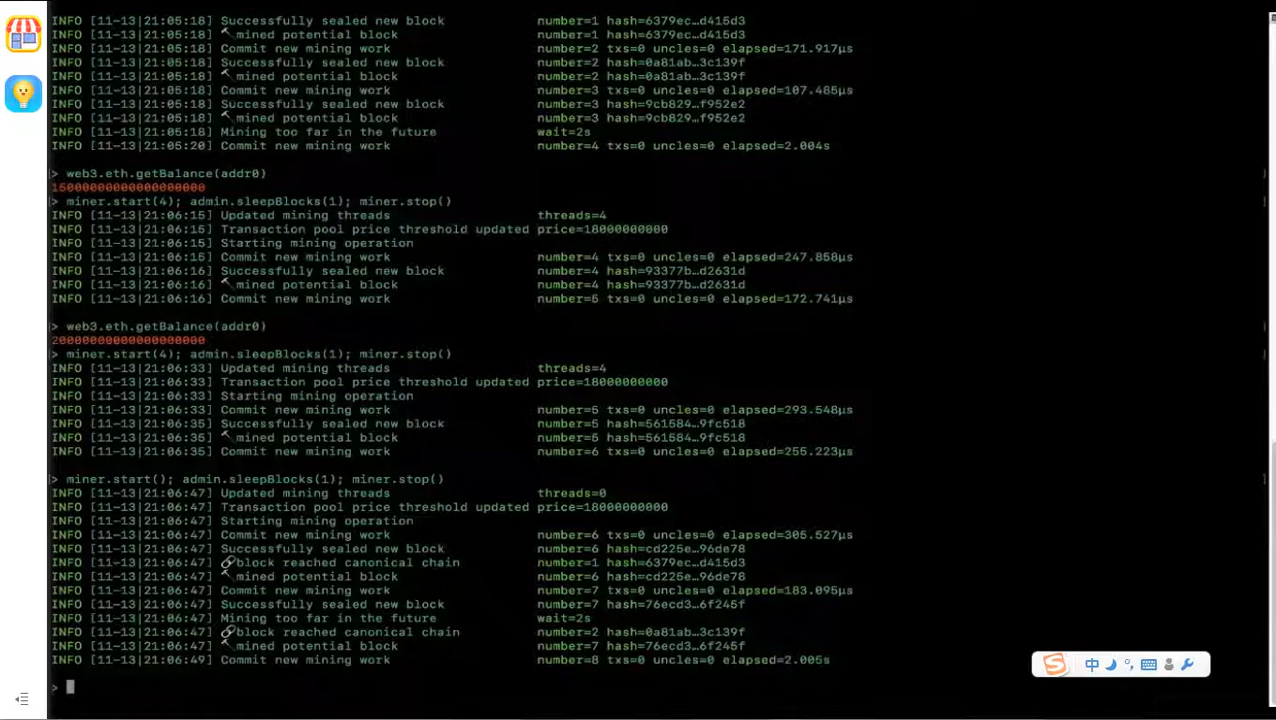 INFO [11-13|21:05:18] Successfully sealed new block number=1 hash=6379ec…d415d3
INFO [11-13|21:05:18] 🔨mined potential block number=1 hash=6379ec…d415d3
INFO [11-13|21:05:18] Commit new mining work number=2 txs=0 uncles=0 elapsed=171.917µs
INFO [11-13|21:05:18] Successfully sealed new block number=2 hash=0a81ab…3c139f
INFO [11-13|21:05:18] 🔨mined potential block number=2 hash=0a81ab…3c139f
INFO [11-13|21:05:18] Commit new mining work number=3 txs=0 uncles=0 elapsed=107.485µs
INFO [11-13|21:05:18] Successfully sealed new block number=3 hash=9cb829…f952e2
INFO [11-13|21:05:18] 🔨mined potential block number=3 hash=9cb829…f952e2
INFO [11-13|21:05:18] Mining too far in the future wait=2s
INFO [11-13|21:05:20] Commit new mining work number=4 txs=0 uncles=0 elapsed=2.004s
> web3.eth.getBalance(addr0)
15000000000000000000
> miner.start(4); admin.sleepBlocks(1); miner.stop()
INFO [11-13|21:06:15] Updated mining threads threads=4
INFO [11-13|21:06:15] Transaction pool price threshold updated price=18000000000
INFO [11-13|21:06:15] Starting mining operation
INFO [11-13|21:06:15] Commit new mining work number=4 txs=0 uncles=0 elapsed=247.858µs
INFO [11-13|21:06:16] Successfully sealed new block number=4 hash=93377b…d2631d
INFO [11-13|21:06:16] 🔨mined potential block number=4 hash=93377b…d2631d
INFO [11-13|21:06:16] Commit new mining work number=5 txs=0 uncles=0 elapsed=172.741µs
> web3.eth.getBalance(addr0)
20000000000000000000
> miner.start(4); admin.sleepBlocks(1); miner.stop()
INFO [11-13|21:06:33] Updated mining threads threads=4
INFO [11-13|21:06:33] Transaction pool price threshold updated price=18000000000
INFO [11-13|21:06:33] Starting mining operation
INFO [11-13|21:06:33] Commit new mining work number=5 txs=0 uncles=0 elapsed=293.548µs
INFO [11-13|21:06:35] Successfully sealed new block number=5 hash=561584…9fc518
INFO [11-13|21:06:35] 🔨mined potential block number=5 hash=561584…9fc518
INFO [11-13|21:06:35] Commit new mining work number=6 txs=0 uncles=0 elapsed=255.223µs
> miner.start(); admin.sleepBlocks(1); miner.stop()
INFO [11-13|21:06:47] Updated mining threads threads=0
INFO [11-13|21:06:47] Transaction pool price threshold updated price=18000000000
INFO [11-13|21:06:47] Starting mining operation
INFO [11-13|21:06:47] Commit new mining work number=6 txs=0 uncles=0 elapsed=305.527µs
INFO [11-13|21:06:47] Successfully sealed new block number=6 hash=cd225e…96de78
INFO [11-13|21:06:47] 🔗block reached canonical chain number=1 hash=6379ec…d415d3
INFO [11-13|21:06:47] 🔨mined potential block number=6 hash=cd225e…96de78
INFO [11-13|21:06:47] Commit new mining work number=7 txs=0 uncles=0 elapsed=183.095µs
INFO [11-13|21:06:47] Successfully sealed new block number=7 hash=76ecd3…6f245f
INFO [11-13|21:06:47] Mining too far in the future wait=2s
INFO [11-13|21:06:47] 🔗block reached canonical chain number=2 hash=0a81ab…3c139f
INFO [11-13|21:06:47] 🔨mined potential block number=7 hash=76ecd3…6f245f
INFO [11-13|21:06:49] Commit new mining work number=8 txs=0 uncles=0 elapsed=2.005s
>
S 中